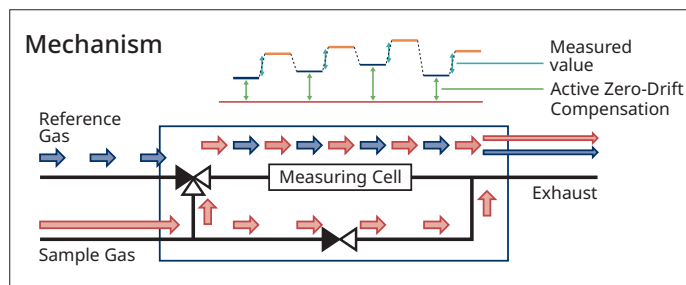 Mechanism
Measured
value
Active Zero-Drift
Compensation
Reference
Gas
Measuring Cell
Exhaust
Sample Gas